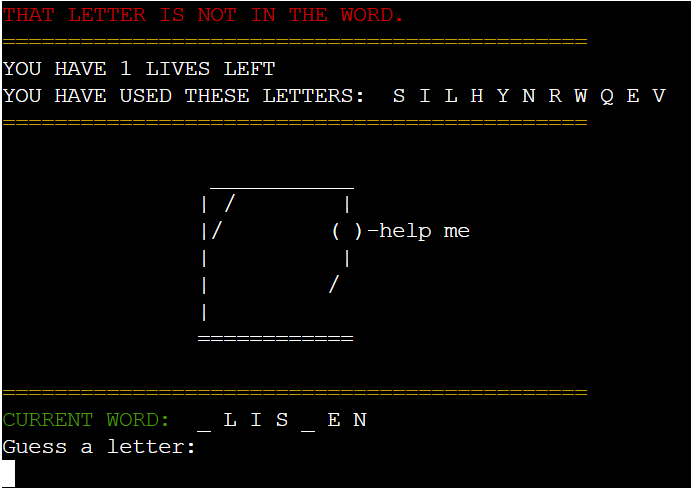 THAT LETTER IS NOT IN THE WORD.
=============================================
YOU HAVE 1 LIVES LEFT
YOU HAVE USED THESE LETTERS:  S I L H Y N R W Q E V
=============================================
 ___________
| /        |
|/        ( )-help me
|          |
|         /
|
============
=============================================
CURRENT WORD:  _ L I S _ E N
Guess a letter: